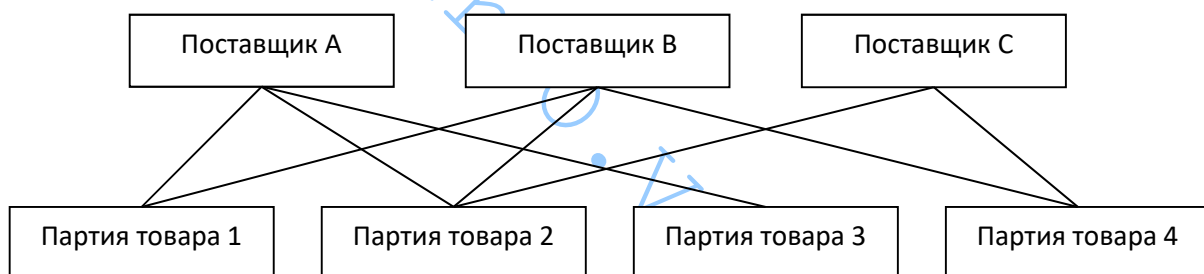 Поставщик А
Поставщик В
Поставщик С
Партия товара 1
Партия товара 2
Партия товара 3
Партия товара 4